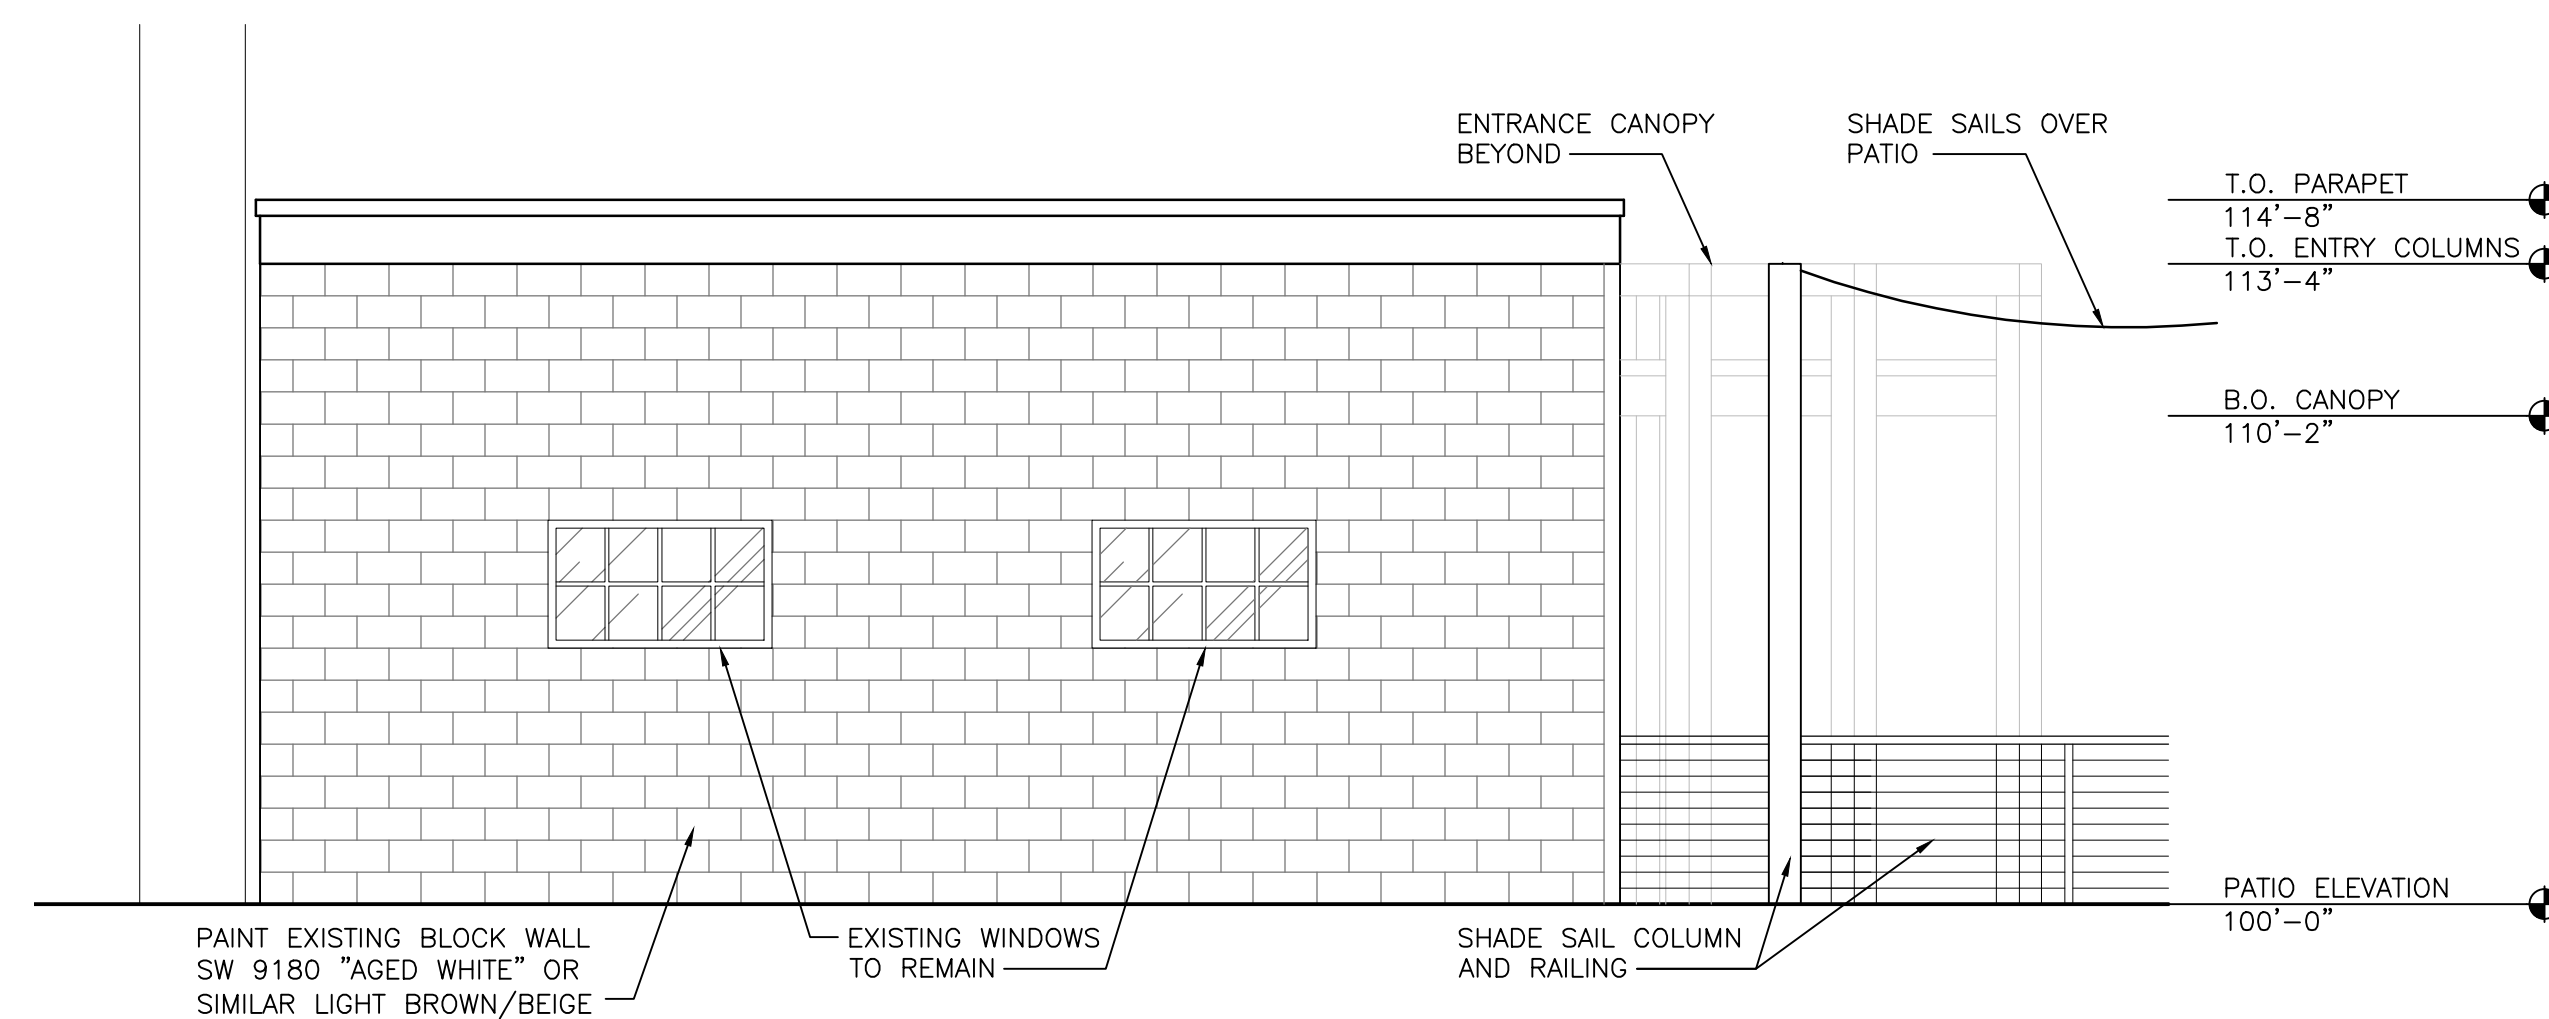 ENTRANCE CANOPY
BEYOND
SHADE SAILS OVER
PATIO
T.O. PARAPET
114'-8"
T.O. ENTRY COLUMNS
113'-4"
B.O. CANOPY
110'-2"
PATIO ELEVATION
100'-0"
PAINT EXISTING BLOCK WALL
SW 9180 "AGED WHITE" OR
SIMILAR LIGHT BROWN/BEIGE
EXISTING WINDOWS
TO REMAIN
SHADE SAIL COLUMN
AND RAILING